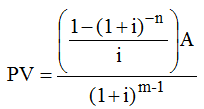 PV = ((1-(1+i)^-n)/i)A / (1+i)^m-1